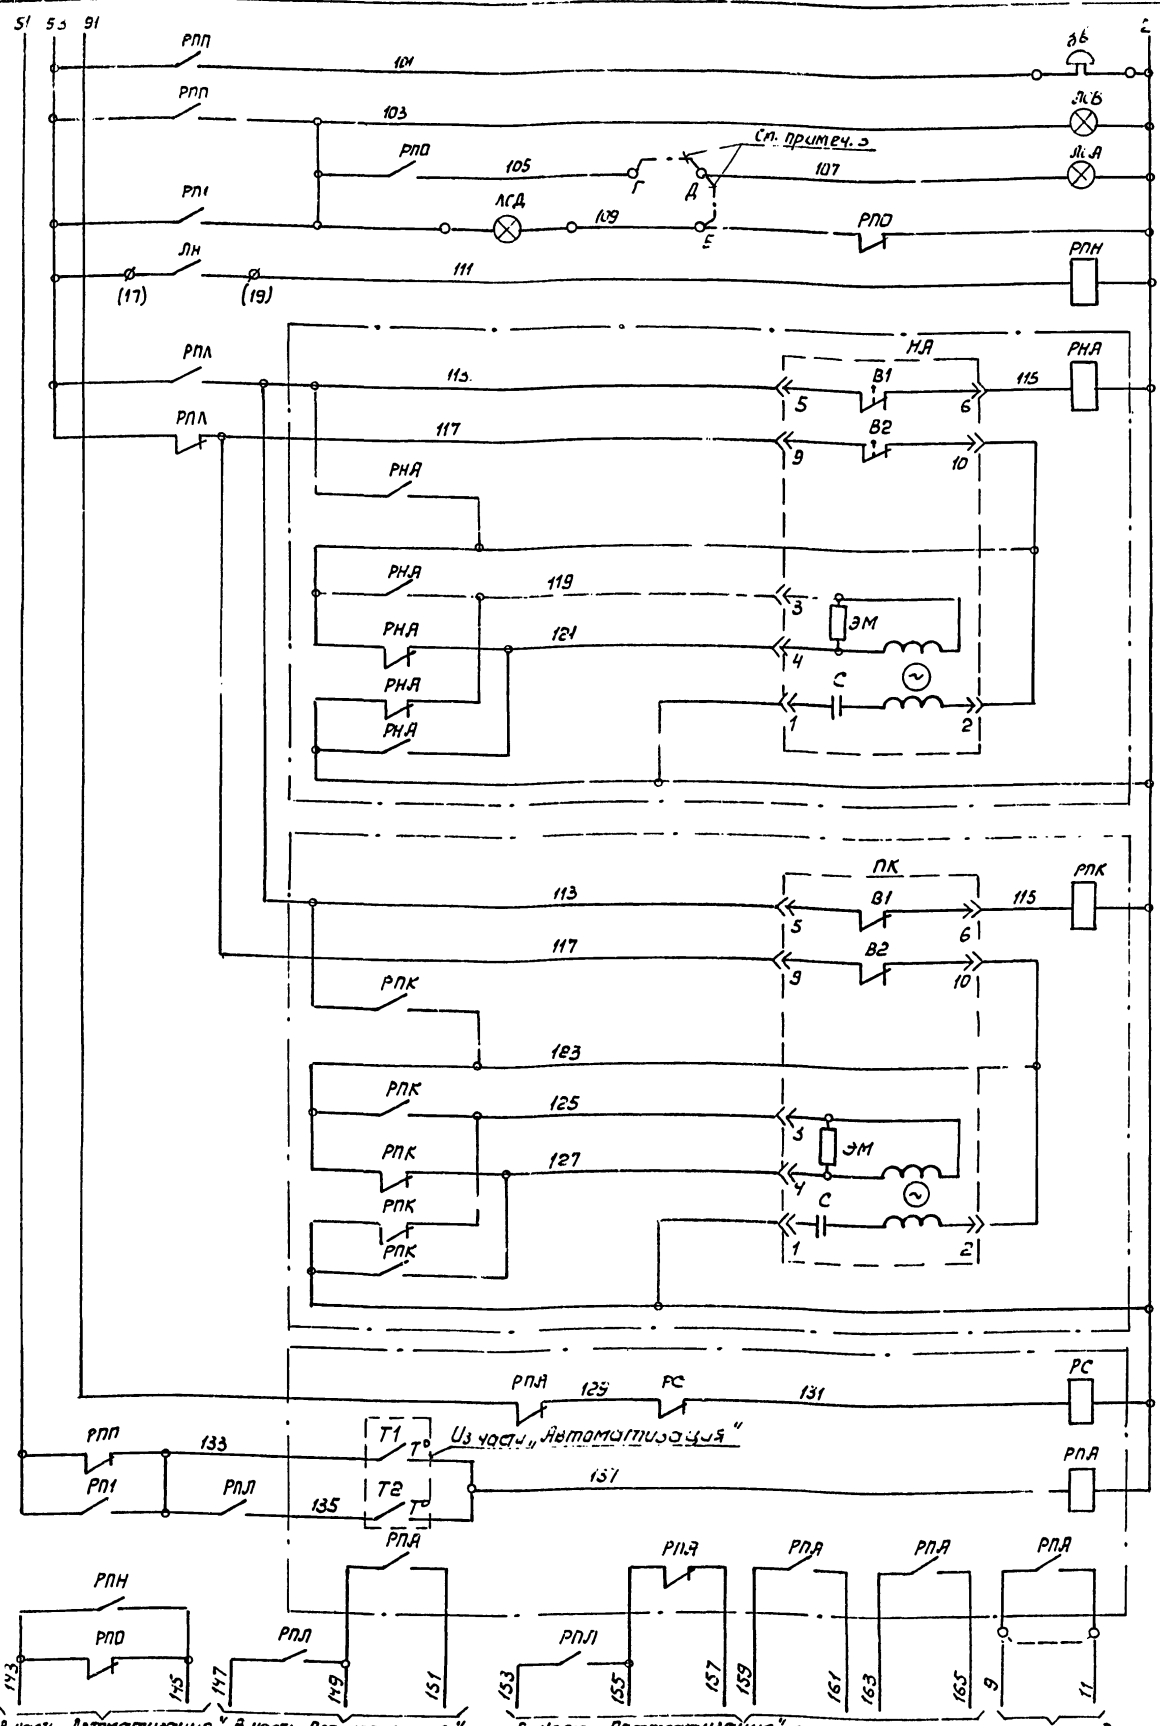 51 53 91 2
РПП 101 ЗВ
РПП 103 ЛСВ
РПО 105 Г Д См. примеч. 3 107 ЛСА
РП1 ЛСД 109 Е РПО
ЛН 111 РПН
(17) (19)
РПЛ 113 5 НА В1 6 115 РНА
РПЛ 117 9 В2 10
РНА
РНА 119 3
ЭМ
РНА 121 4
РНА С
1 2
РНА
ПК
113 5 В1 6 115 РПК
117 9 В2 10
РПК
123
РПК 125 3
ЭМ
РПК 127 4
РПК С
1 2
РПК
РПА 129 РС 131 РС
РПП 133 Т1 Т° Из части „Автоматизация“
РП1 РПЛ 135 Т2 Т° 137 РПА
РПА РПА РПА РПА РПА
РПН
РПО РПЛ РПЛ
143 145 147 149 151 153 155 157 159 161 163 165 9 11